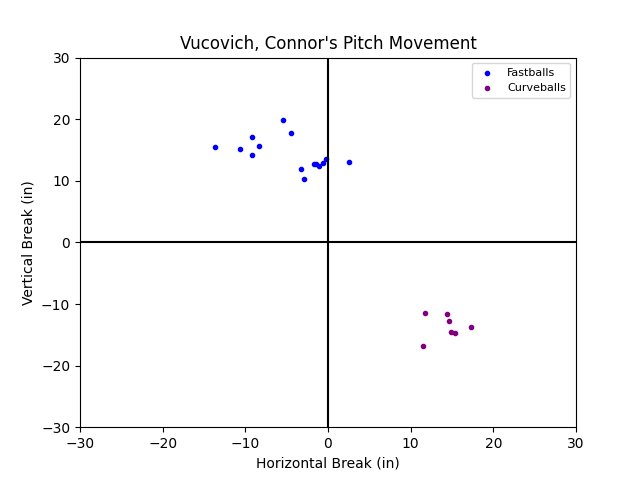 Vucovich, Connor's Pitch Movement
Fastballs
Curveballs
30
20
10
0
−10
−20
−30
Vertical Break (in)
−30
−20
−10
0
10
20
30
Horizontal Break (in)